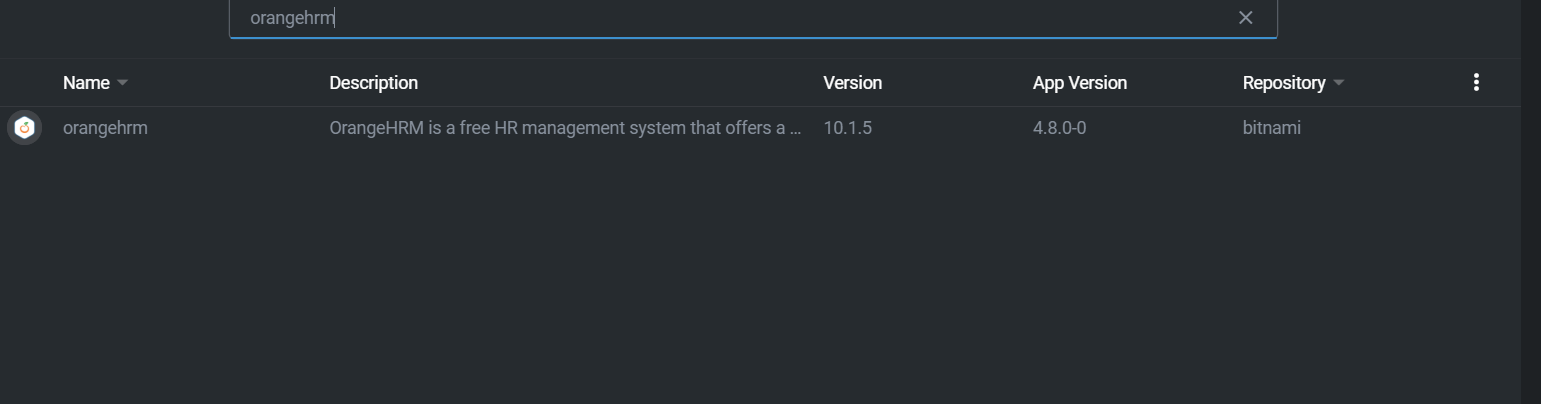 orangehrm
Name Description Version App Version Repository
orangehrm OrangeHRM is a free HR management system that offers a ... 10.1.5 4.8.0-0 bitnami